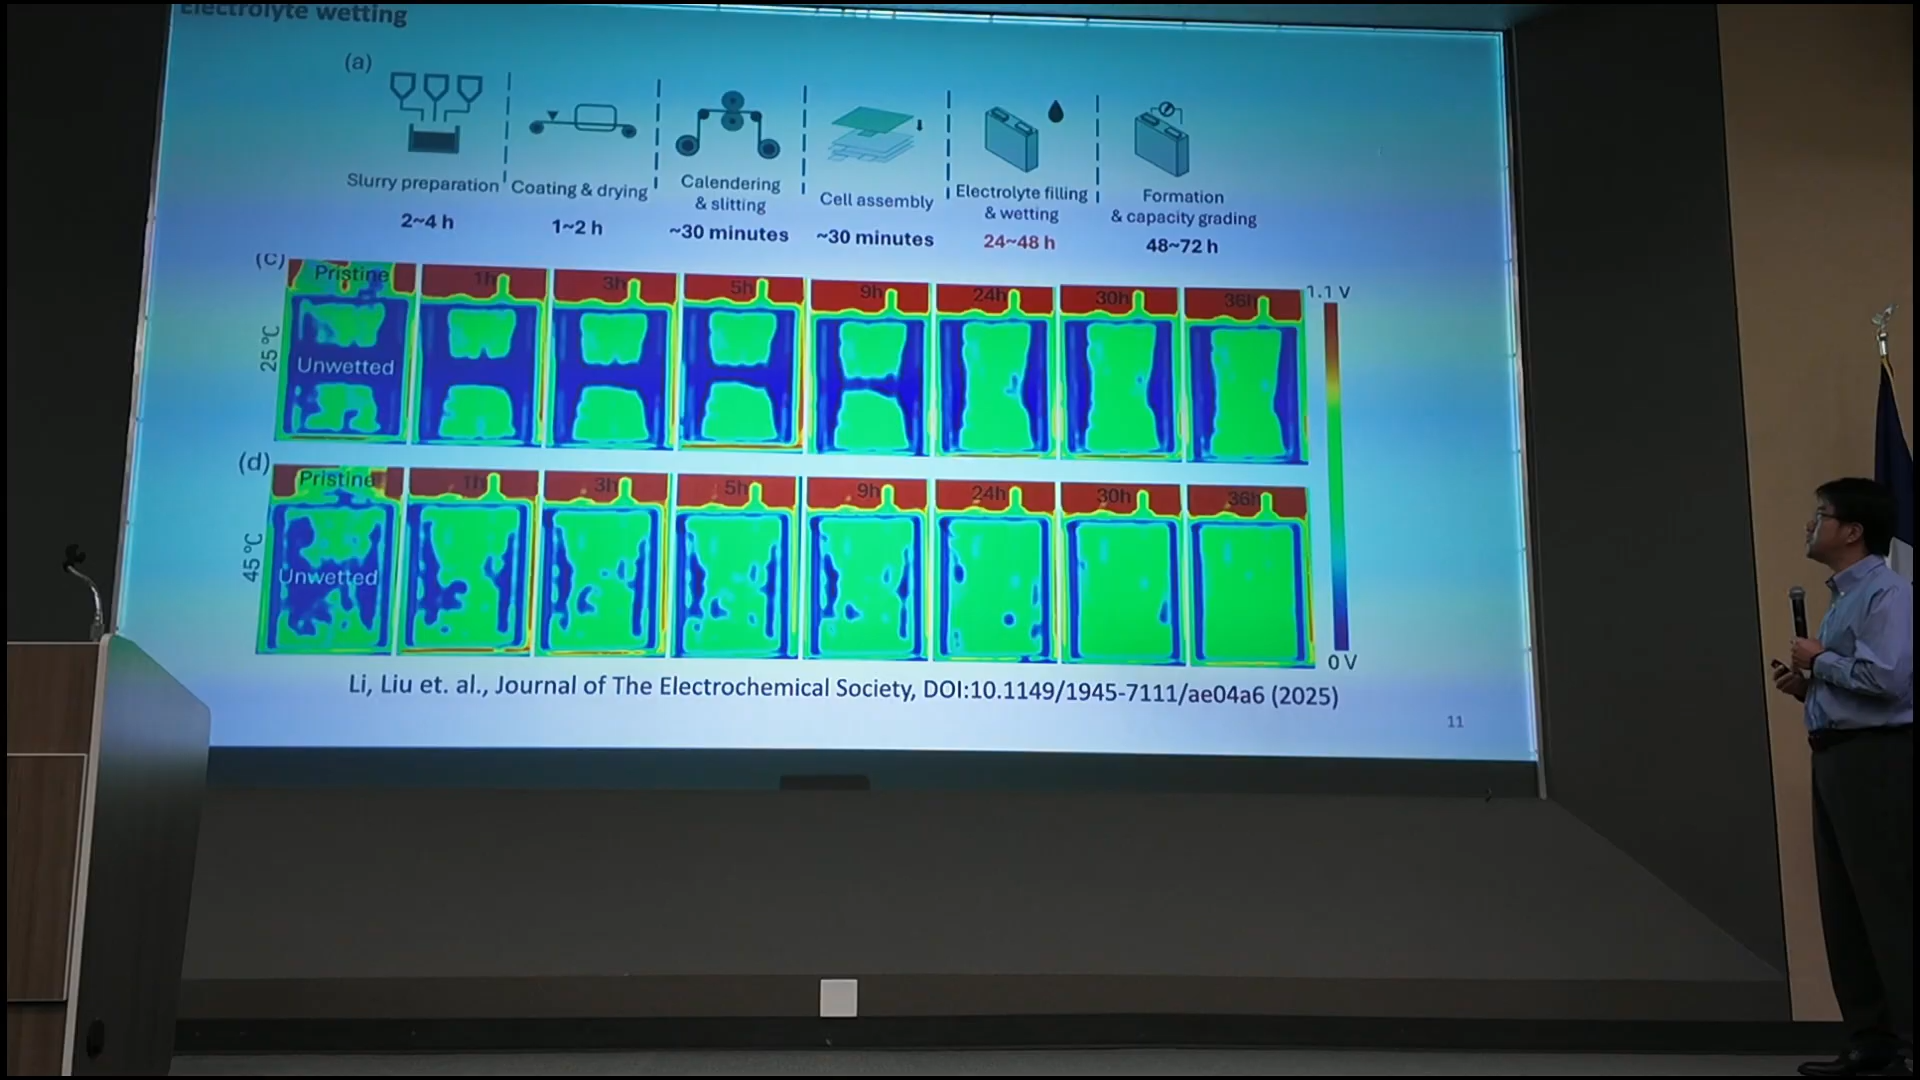 Electrolyte wetting
(a)
Slurry preparation
2~4 h
Coating & drying
1~2 h
Calendering
& slitting
~30 minutes
Cell assembly
~30 minutes
Electrolyte filling
& wetting
24~48 h
Formation
& capacity grading
48~72 h
(c)
25 °C
Pristine
Unwetted
1h
3h
5h
9h
24h
30h
36h
1.1 V
(d)
45 °C
Pristine
Unwetted
1h
3h
5h
9h
24h
30h
36h
0 V
Li, Liu et. al., Journal of The Electrochemical Society, DOI:10.1149/1945-7111/ae04a6 (2025)
11